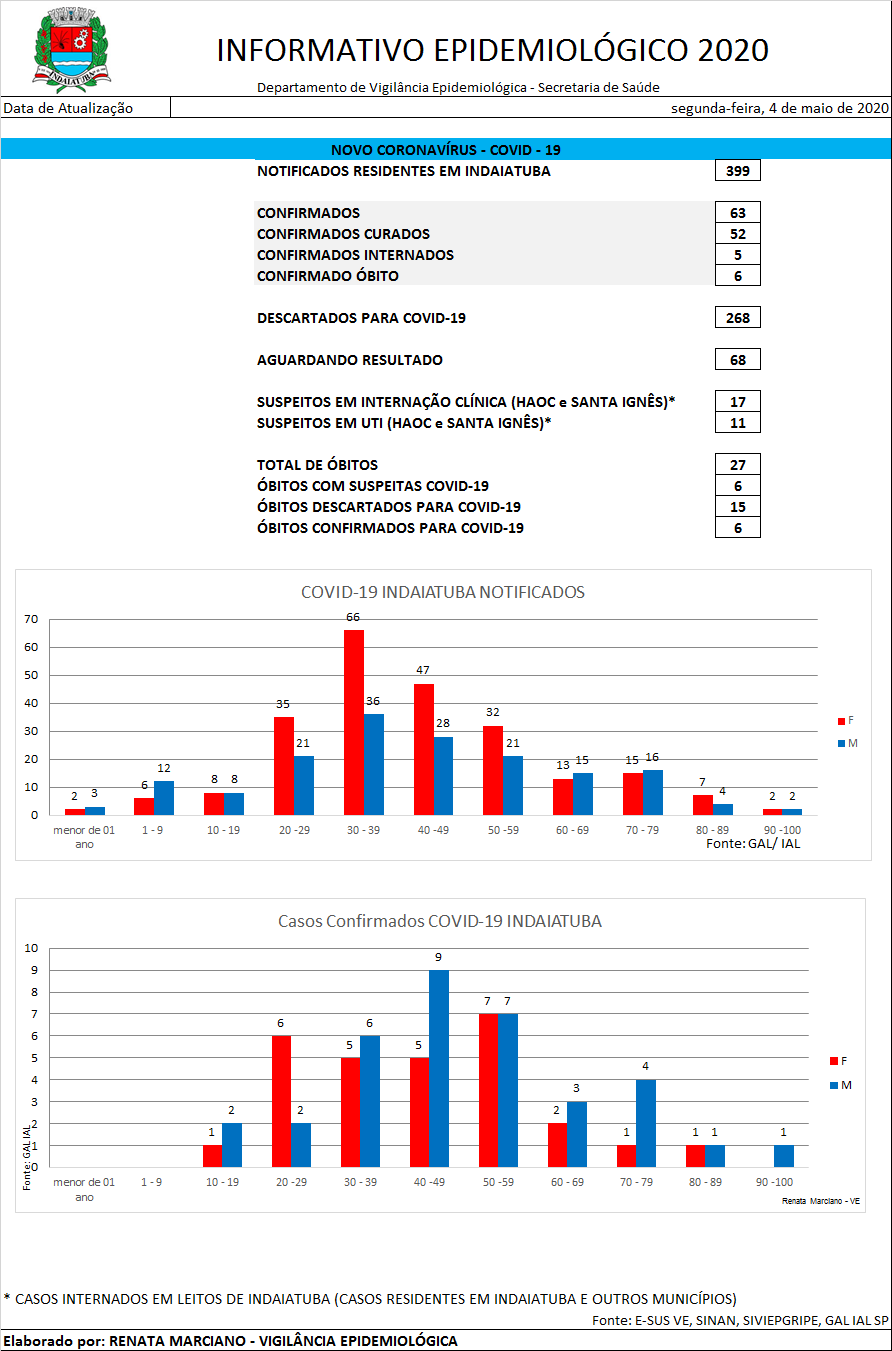 INDAIATUBA
INFORMATIVO EPIDEMIOLÓGICO 2020
Departamento de Vigilância Epidemiológica - Secretaria de Saúde
Data de Atualização segunda-feira, 4 de maio de 2020
NOVO CORONAVÍRUS - COVID - 19
NOTIFICADOS RESIDENTES EM INDAIATUBA 399
CONFIRMADOS 63
CONFIRMADOS CURADOS 52
CONFIRMADOS INTERNADOS 5
CONFIRMADO ÓBITO 6
DESCARTADOS PARA COVID-19 268
AGUARDANDO RESULTADO 68
SUSPEITOS EM INTERNAÇÃO CLÍNICA (HAOC e SANTA IGNÊS)* 17
SUSPEITOS EM UTI (HAOC e SANTA IGNÊS)* 11
TOTAL DE ÓBITOS 27
ÓBITOS COM SUSPEITAS COVID-19 6
ÓBITOS DESCARTADOS PARA COVID-19 15
ÓBITOS CONFIRMADOS PARA COVID-19 6
COVID-19 INDAIATUBA NOTIFICADOS
70
60
50
40
30
20
10
0
2 3 6 12 8 8 35 21 66 36 47 28 32 21 13 15 15 16 7 4 2 2
menor de 01 1 - 9 10 - 19 20 -29 30 - 39 40 -49 50 -59 60 - 69 70 - 79 80 - 89 90 -100
ano
F
M
Fonte: GAL/ IAL
Casos Confirmados COVID-19 INDAIATUBA
10
9
8
7
6
5
4
3
2
1
0
1 2 6 2 5 6 5 9 7 7 2 3 1 4 1 1 1
menor de 01 1 - 9 10 - 19 20 -29 30 - 39 40 -49 50 -59 60 - 69 70 - 79 80 - 89 90 -100
ano
F
M
Fonte: GAL IAL
Renata Marciano - VE
* CASOS INTERNADOS EM LEITOS DE INDAIATUBA (CASOS RESIDENTES EM INDAIATUBA E OUTROS MUNICÍPIOS)
Fonte: E-SUS VE, SINAN, SIVIEPGRIPE, GAL IAL SP
Elaborado por: RENATA MARCIANO - VIGILÂNCIA EPIDEMIOLÓGICA